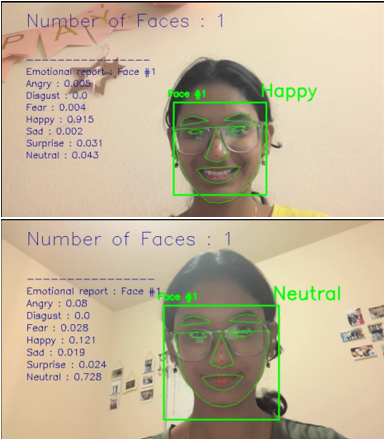 PA
Number of Faces : 1
----------------
Emotional report : Face #1
Angry : 0.005
Disgust : 0.0
Fear : 0.004
Happy : 0.915
Sad : 0.002
Surprise : 0.031
Neutral : 0.043
Face #1
Happy
Number of Faces : 1
----------------
Emotional report : Face #1
Angry : 0.08
Disgust : 0.0
Fear : 0.028
Happy : 0.121
Sad : 0.019
Surprise : 0.024
Neutral : 0.728
Face #1
Neutral